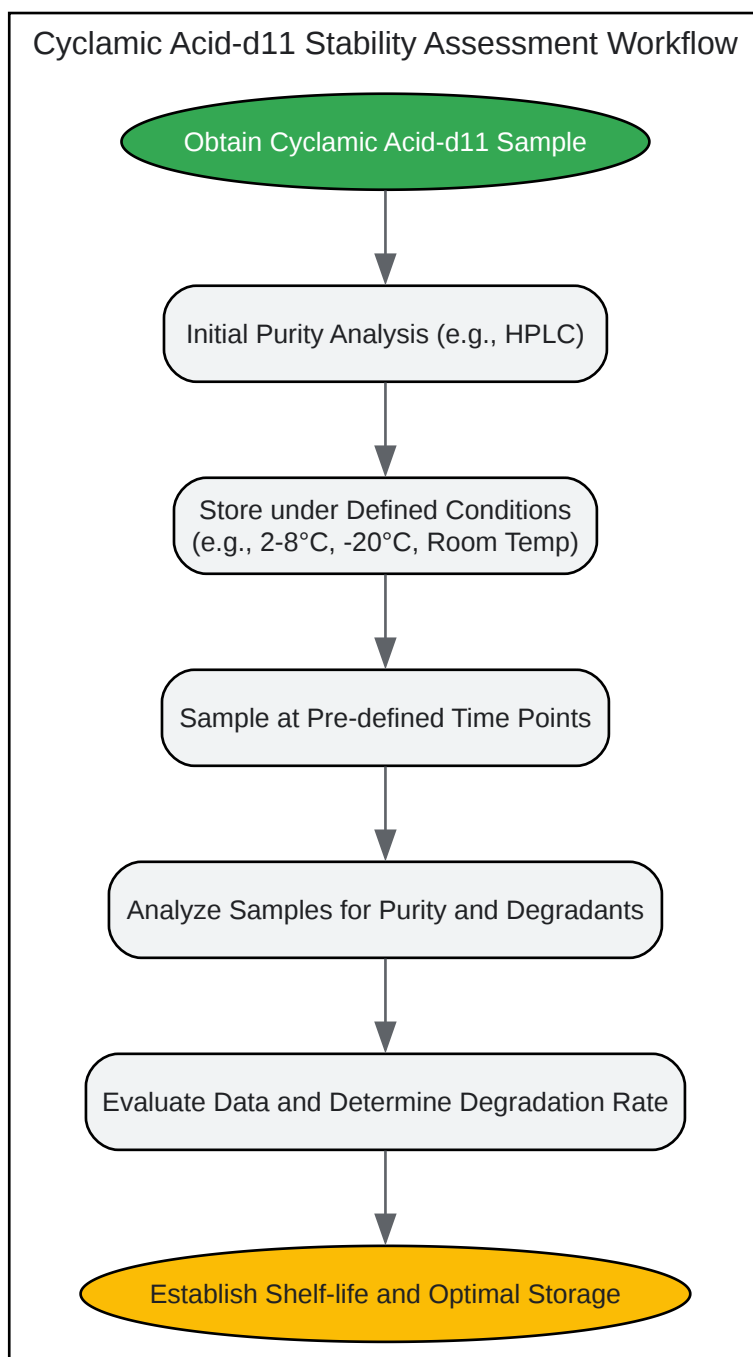 Cyclamic Acid-d11 Stability Assessment Workflow
Obtain Cyclamic Acid-d11 Sample
Initial Purity Analysis (e.g., HPLC)
Store under Defined Conditions
(e.g., 2-8°C, -20°C, Room Temp)
Sample at Pre-defined Time Points
Analyze Samples for Purity and Degradants
Evaluate Data and Determine Degradation Rate
Establish Shelf-life and Optimal Storage